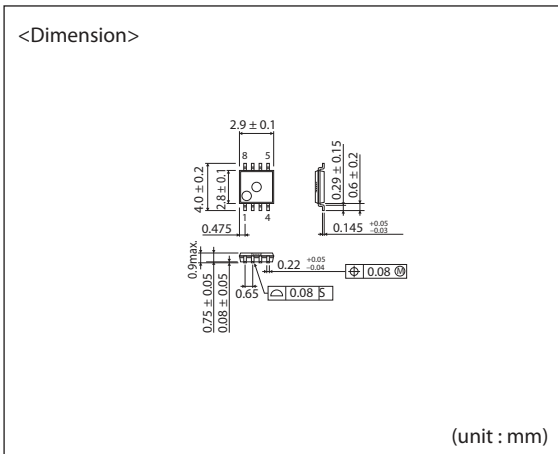 <Dimension>
2.9 ± 0.1
8 5
4.0 ± 0.2
2.8 ± 0.1
1 4
0.475
0.29 ± 0.15
0.6 ± 0.2
0.145 +0.05 −0.03
0.9max.
0.75 ± 0.05
0.08 ± 0.05
0.65
0.22 +0.05 −0.04
⌖ 0.08 Ⓜ
⌓ 0.08 S
(unit : mm)